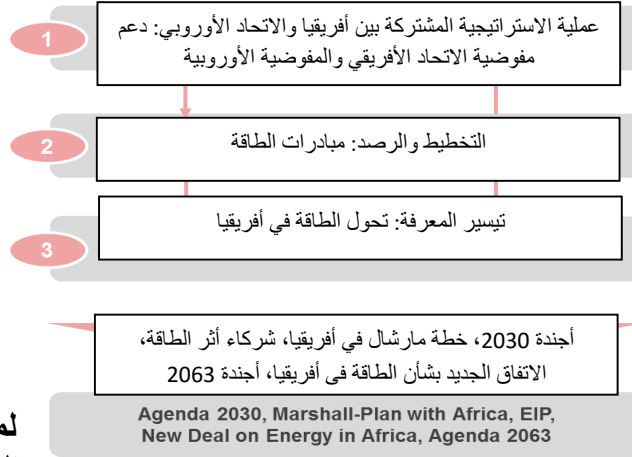 1
عملية الاستراتيجية المشتركة بين أفريقيا والاتحاد الأوروبي: دعم
مفوضية الاتحاد الأفريقي والمفوضية الأوروبية
2
التخطيط والرصد: مبادرات الطاقة
3
تيسير المعرفة: تحول الطاقة في أفريقيا
أجندة 2030، خطة مارشال في أفريقيا، شركاء أثر الطاقة،
الاتفاق الجديد بشأن الطاقة في أفريقيا، أجندة 2063
Agenda 2030, Marshall-Plan with Africa, EIP,
New Deal on Energy in Africa, Agenda 2063